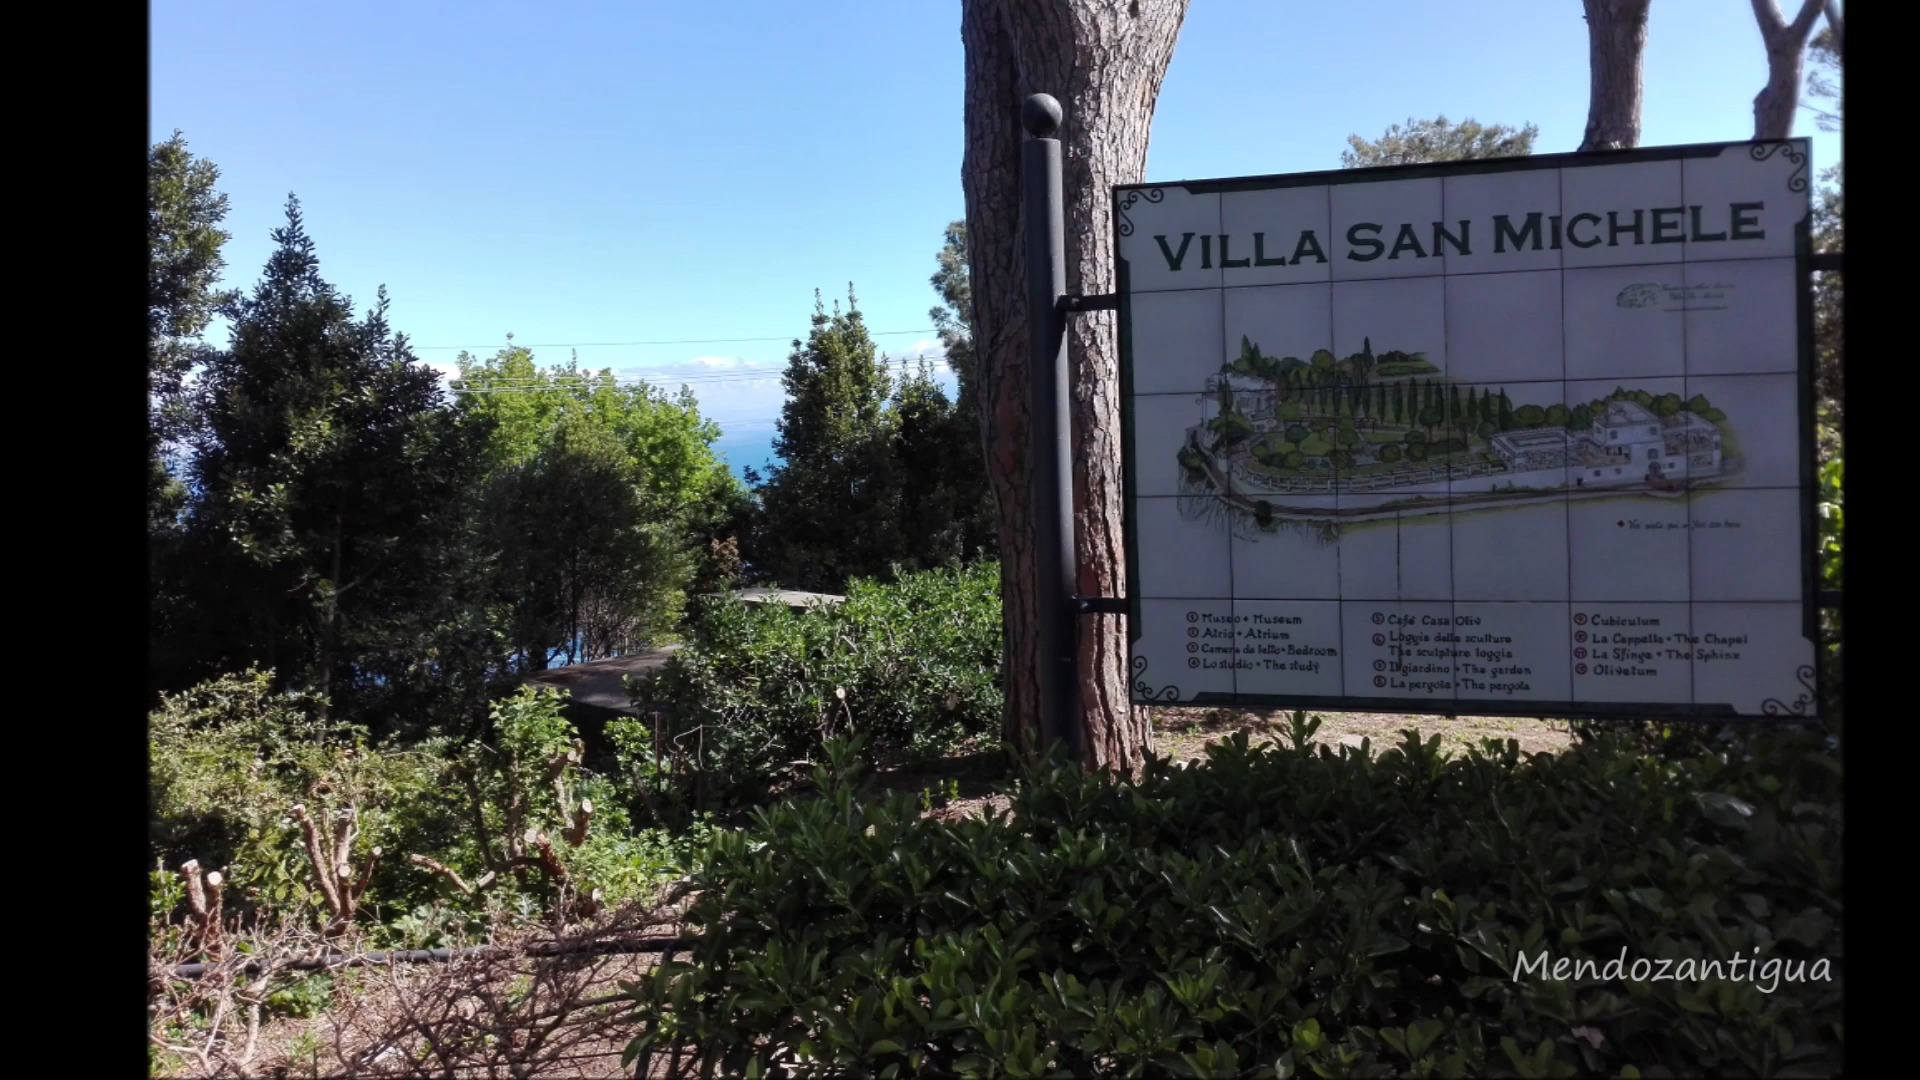 VILLA SAN MICHELE
① Museo • Museum
② Atrio • Atrium
③ Camera da letto • Bedroom
④ Lo studio • The study
⑤ Café Casa Oliv
⑥ Loggia delle sculture
The sculpture loggia
⑦ Il giardino • The garden
⑧ La pergola • The pergola
⑨ Cubiculum
⑩ La Cappella • The Chapel
⑪ La Sfinge • The Sphinx
⑫ Olivetum
Mendozantigua